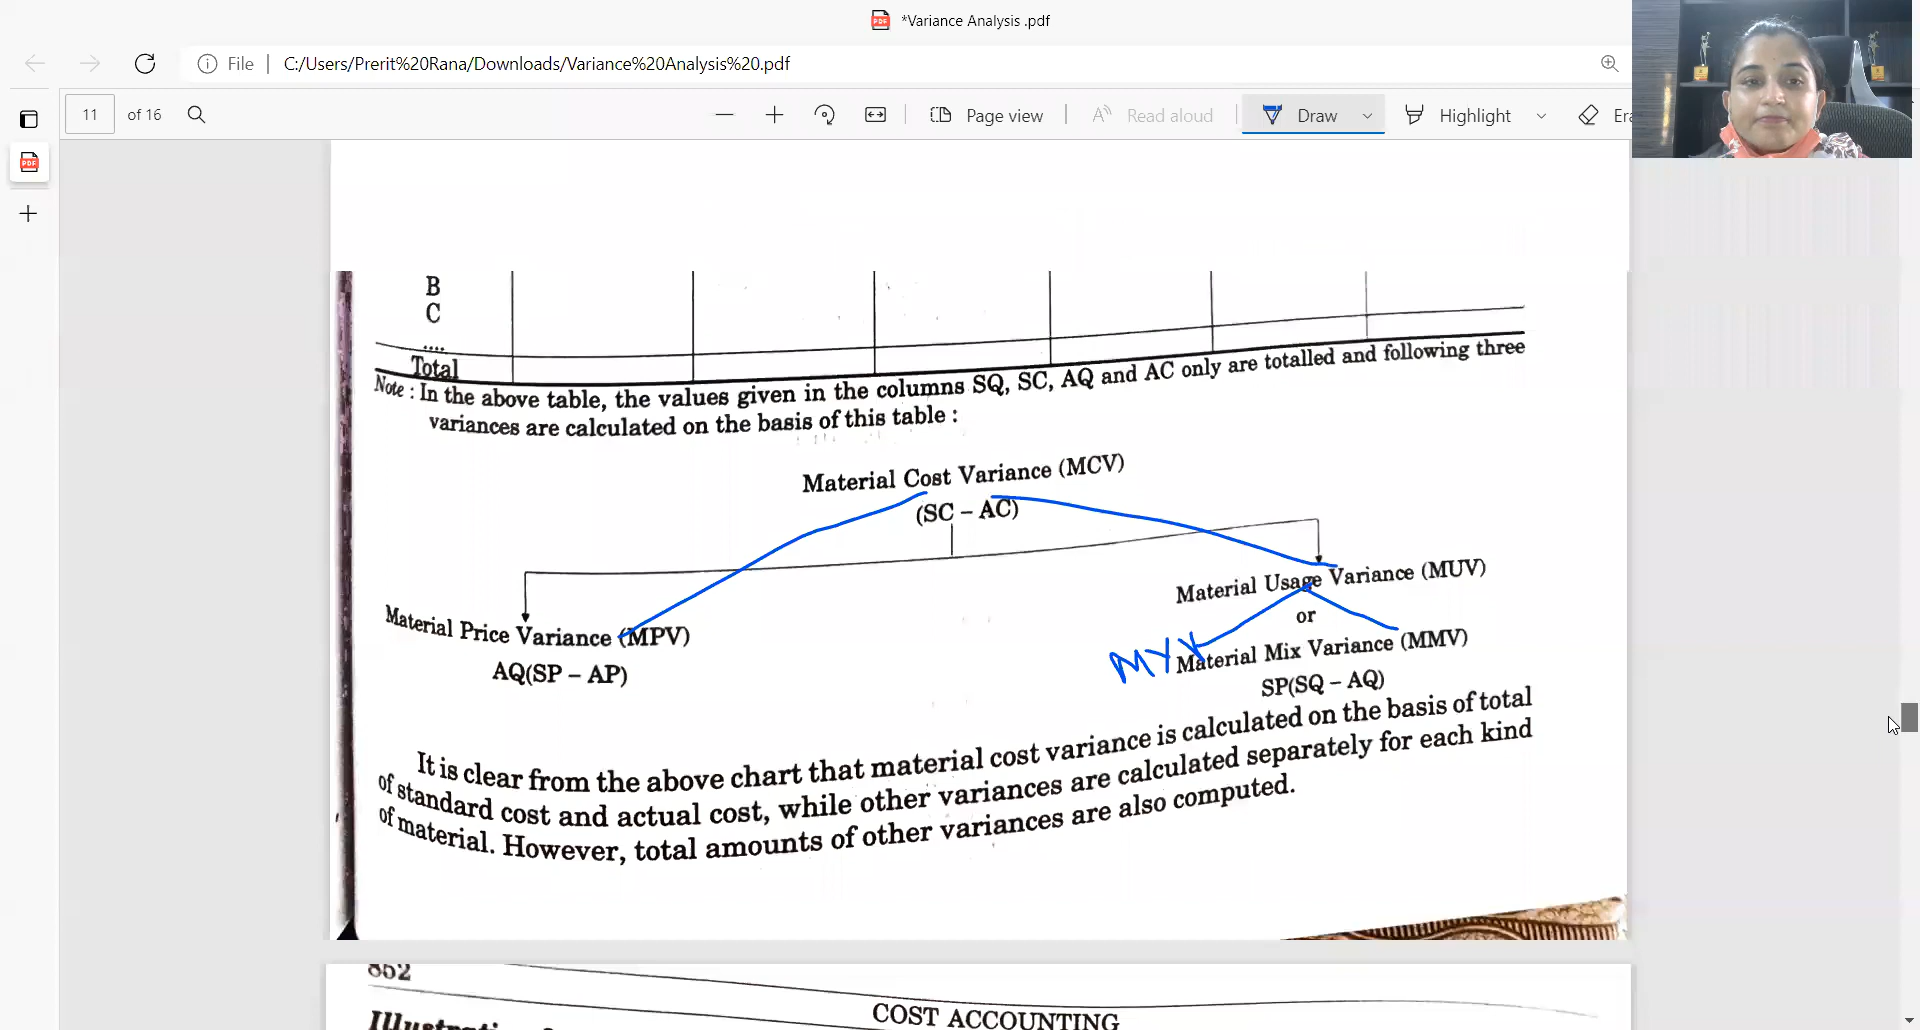 *Variance Analysis .pdf
File
C:/Users/Prerit%20Rana/Downloads/Variance%20Analysis%20.pdf
11 of 16
Page view
Read aloud
Draw
Highlight
B
C
....
Total
Note : In the above table, the values given in the columns SQ, SC, AQ and AC only are totalled and following three
variances are calculated on the basis of this table :
Material Cost Variance (MCV)
(SC – AC)
Material Price Variance (MPV)
AQ(SP – AP)
Material Usage Variance (MUV)
or
MYV
Material Mix Variance (MMV)
SP(SQ – AQ)
It is clear from the above chart that material cost variance is calculated on the basis of total
of standard cost and actual cost, while other variances are calculated separately for each kind
of material. However, total amounts of other variances are also computed.
852
COST ACCOUNTING